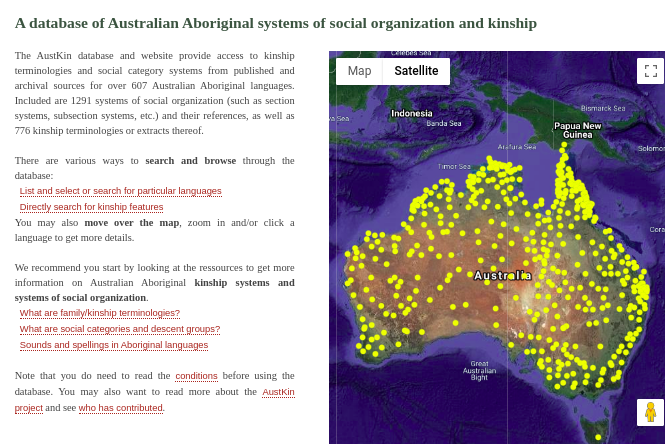 A database of Australian Aboriginal systems of social organization and kinship
The AustKin database and website provide access to kinship
terminologies and social category systems from published and
archival sources for over 607 Australian Aboriginal languages.
Included are 1291 systems of social organization (such as section
systems, subsection systems, etc.) and their references, as well as
776 kinship terminologies or extracts thereof.
There are various ways to search and browse through the
database:
List and select or search for particular languages
Directly search for kinship features
You may also move over the map, zoom in and/or click a
language to get more details.
We recommend you start by looking at the ressources to get more
information on Australian Aboriginal kinship systems and
systems of social organization.
What are family/kinship terminologies?
What are social categories and descent groups?
Sounds and spellings in Aboriginal languages
Note that you do need to read the conditions before using the
database. You may also want to read more about the AustKin
project and see who has contributed.
Celebes Sea
Map Satellite
Indonesia
Bismarck Sea
va Sea
Banda Sea
Papua New
Guinea
Arafura Sea
Solomon
Timor Sea
Cora
Australia
Great
Australian
Bight